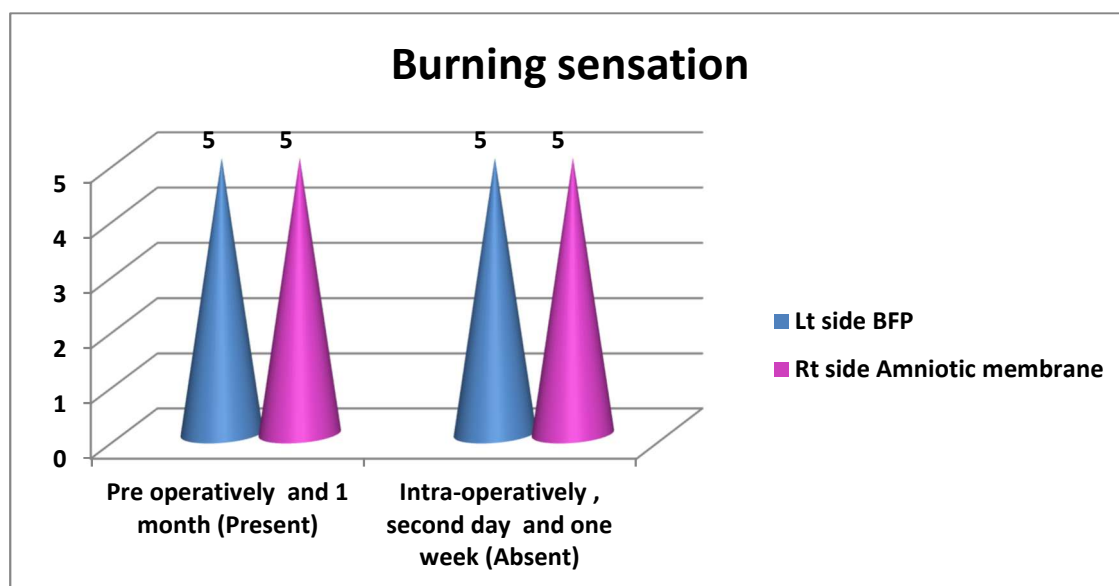 Burning sensation
5 5 5 5
5
4
3
2
1
0
Pre operatively and 1
month (Present)
Intra-operatively ,
second day and one
week (Absent)
Lt side BFP
Rt side Amniotic membrane